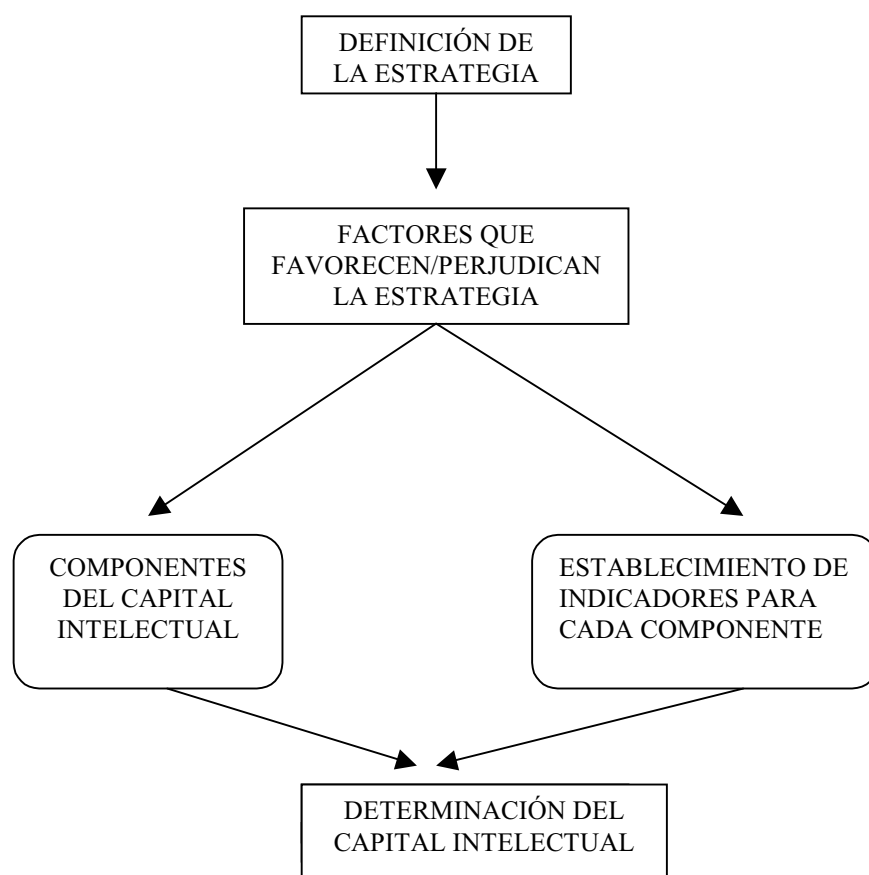 DEFINICIÓN DE
LA ESTRATEGIA
FACTORES QUE
FAVORECEN/PERJUDICAN
LA ESTRATEGIA
COMPONENTES
DEL CAPITAL
INTELECTUAL
ESTABLECIMIENTO DE
INDICADORES PARA
CADA COMPONENTE
DETERMINACIÓN DEL
CAPITAL INTELECTUAL